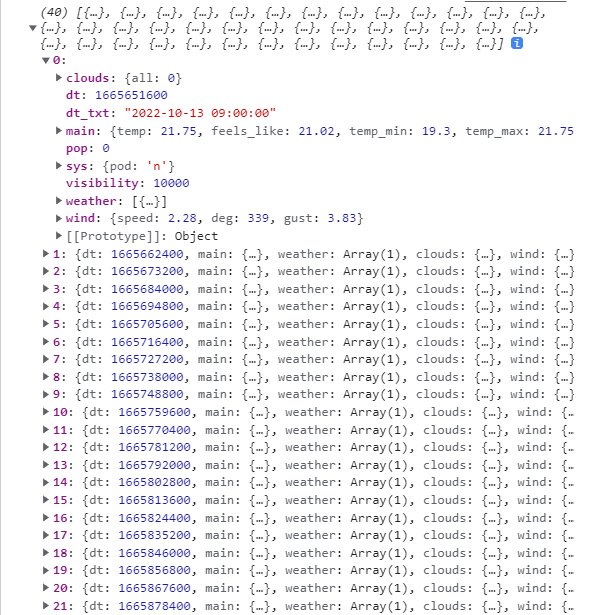 (40) [{…}, {…}, {…}, {…}, {…}, {…}, {…}, {…}, {…}, {…}, {…}, {…}, {…},
{…}, {…}, {…}, {…}, {…}, {…}, {…}, {…}, {…}, {…}, {…}, {…}, {…}, {…},
{…}, {…}, {…}, {…}, {…}, {…}, {…}, {…}, {…}, {…}, {…}, {…}, {…}] i
0:
clouds: {all: 0}
dt: 1665651600
dt_txt: "2022-10-13 09:00:00"
main: {temp: 21.75, feels_like: 21.02, temp_min: 19.3, temp_max: 21.75
pop: 0
sys: {pod: 'n'}
visibility: 10000
weather: [{…}]
wind: {speed: 2.28, deg: 339, gust: 3.83}
[[Prototype]]: Object
1: {dt: 1665662400, main: {…}, weather: Array(1), clouds: {…}, wind: {…}
2: {dt: 1665673200, main: {…}, weather: Array(1), clouds: {…}, wind: {…}
3: {dt: 1665684000, main: {…}, weather: Array(1), clouds: {…}, wind: {…}
4: {dt: 1665694800, main: {…}, weather: Array(1), clouds: {…}, wind: {…}
5: {dt: 1665705600, main: {…}, weather: Array(1), clouds: {…}, wind: {…}
6: {dt: 1665716400, main: {…}, weather: Array(1), clouds: {…}, wind: {…}
7: {dt: 1665727200, main: {…}, weather: Array(1), clouds: {…}, wind: {…}
8: {dt: 1665738000, main: {…}, weather: Array(1), clouds: {…}, wind: {…}
9: {dt: 1665748800, main: {…}, weather: Array(1), clouds: {…}, wind: {…}
10: {dt: 1665759600, main: {…}, weather: Array(1), clouds: {…}, wind: {…
11: {dt: 1665770400, main: {…}, weather: Array(1), clouds: {…}, wind: {…
12: {dt: 1665781200, main: {…}, weather: Array(1), clouds: {…}, wind: {…
13: {dt: 1665792000, main: {…}, weather: Array(1), clouds: {…}, wind: {…
14: {dt: 1665802800, main: {…}, weather: Array(1), clouds: {…}, wind: {…
15: {dt: 1665813600, main: {…}, weather: Array(1), clouds: {…}, wind: {…
16: {dt: 1665824400, main: {…}, weather: Array(1), clouds: {…}, wind: {…
17: {dt: 1665835200, main: {…}, weather: Array(1), clouds: {…}, wind: {…
18: {dt: 1665846000, main: {…}, weather: Array(1), clouds: {…}, wind: {…
19: {dt: 1665856800, main: {…}, weather: Array(1), clouds: {…}, wind: {…
20: {dt: 1665867600, main: {…}, weather: Array(1), clouds: {…}, wind: {…
21: {dt: 1665878400, main: {…}, weather: Array(1), clouds: {…}, wind: {…